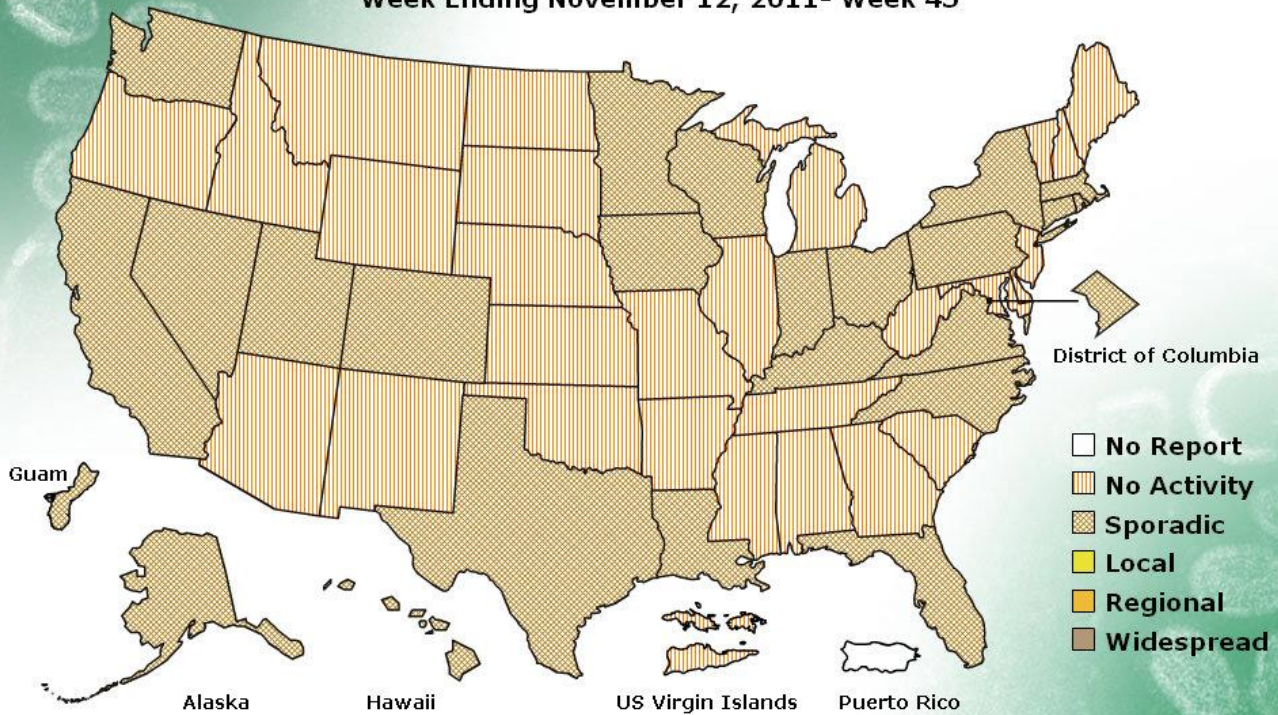 Week Ending November 12, 2011- Week 45
District of Columbia
No Report
No Activity
Sporadic
Local
Regional
Widespread
Guam
Alaska
Hawaii
US Virgin Islands
Puerto Rico